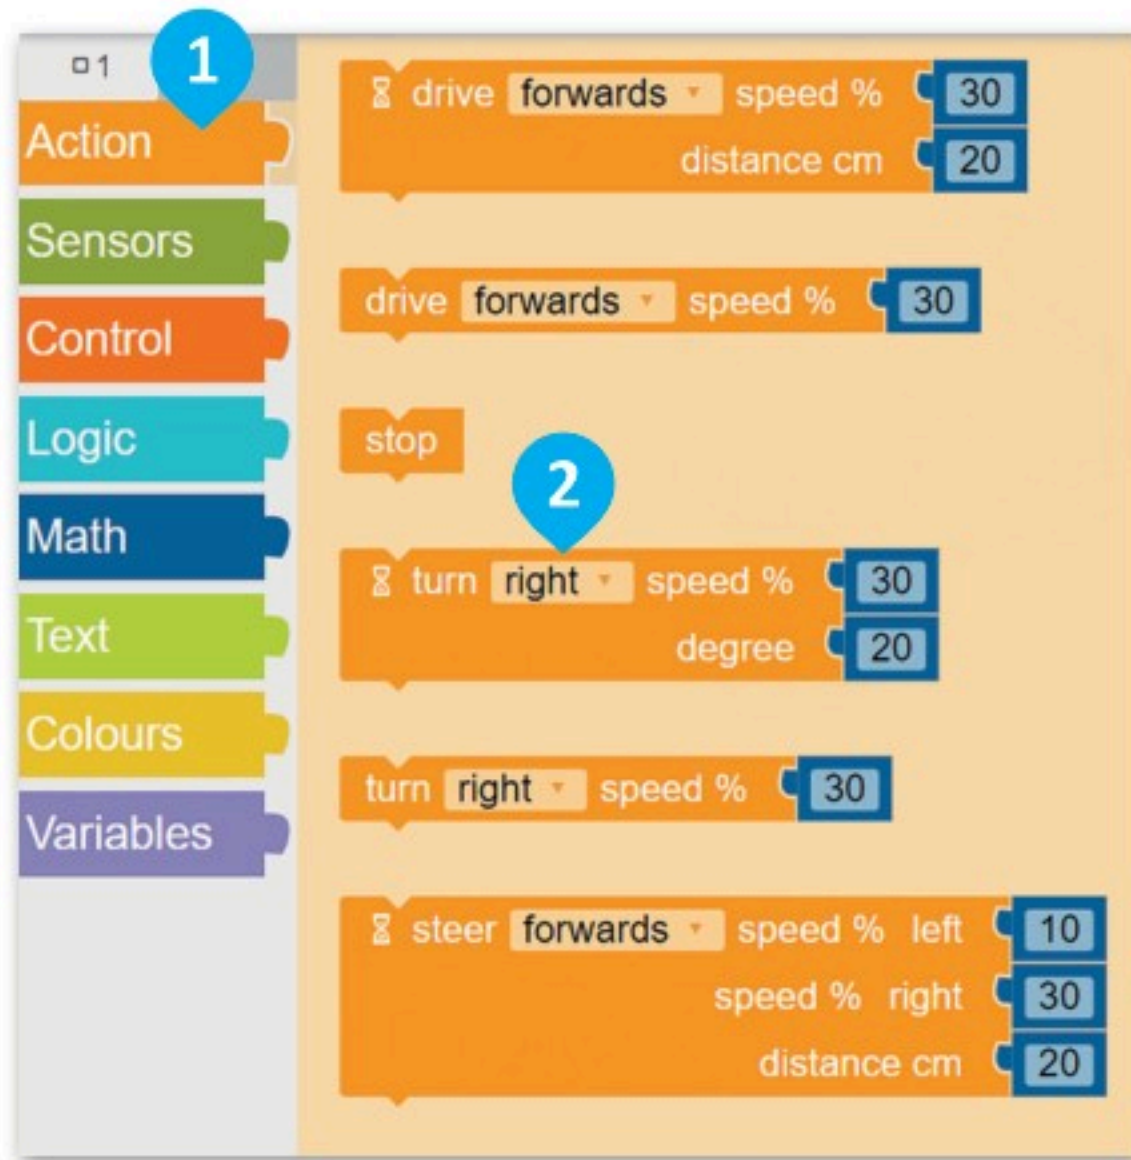 1
1
Action
Sensors
Control
Logic
Math
Text
Colours
Variables
drive forwards speed % 30
distance cm 20
drive forwards speed % 30
stop
2
turn right speed % 30
degree 20
turn right speed % 30
steer forwards speed % left 10
speed % right 30
distance cm 20